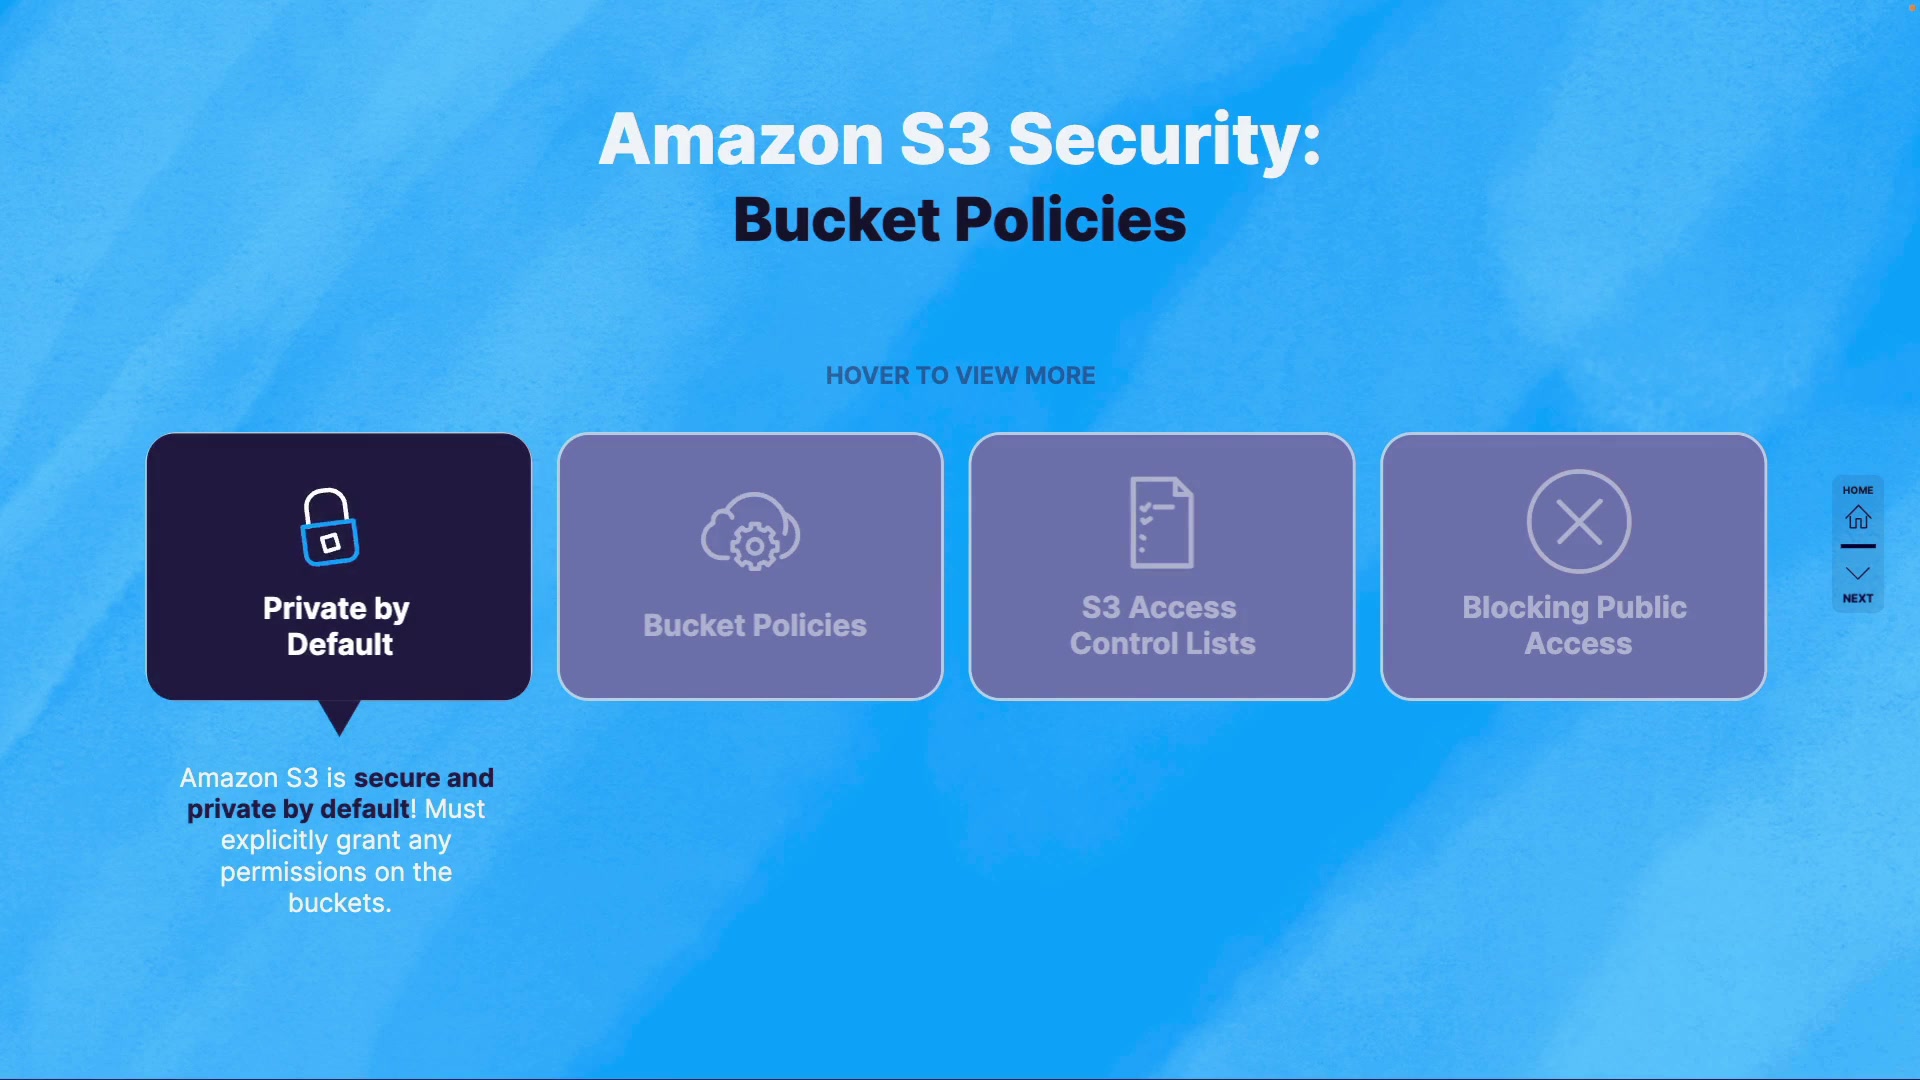 Amazon S3 Security:
Bucket Policies
HOVER TO VIEW MORE
Private by
Default
Bucket Policies
S3 Access
Control Lists
Blocking Public
Access
HOME
NEXT
Amazon S3 is secure and
private by default! Must
explicitly grant any
permissions on the
buckets.